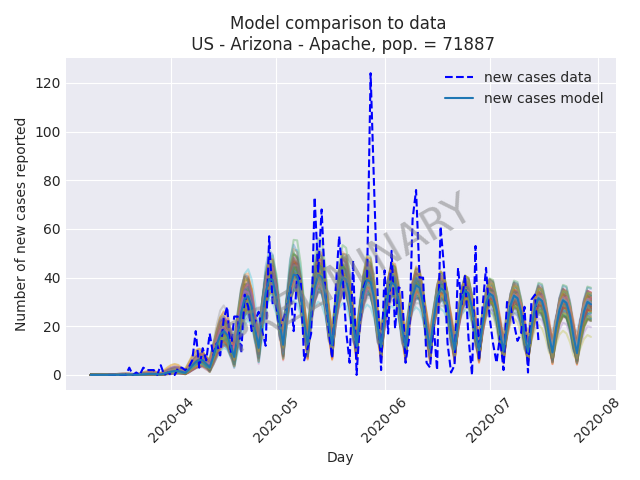 Model comparison to data
US - Arizona - Apache, pop. = 71887
new cases data
new cases model
Number of new cases reported
120
100
80
60
40
20
0
2020-04
2020-05
2020-06
2020-07
2020-08
Day